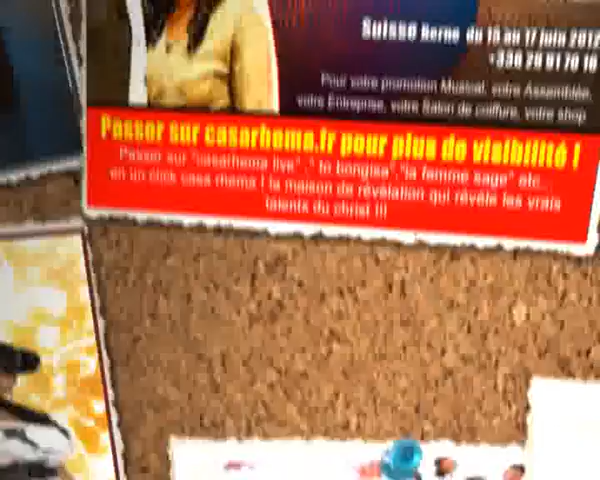 Suisse Berne du 15 au 17 juin 2012
Pour votre promotion Musical, votre Assemblée,
votre Entreprise, votre Salon de coiffure, votre shop
Passer sur casarhema.fr pour plus de visibilité !
Passer sur "casarhema live", " le bonjour", "la femme sage" etc...
en un click casa rhema ! la maison de révélation qui révèle les vrais
talents du christ !!!